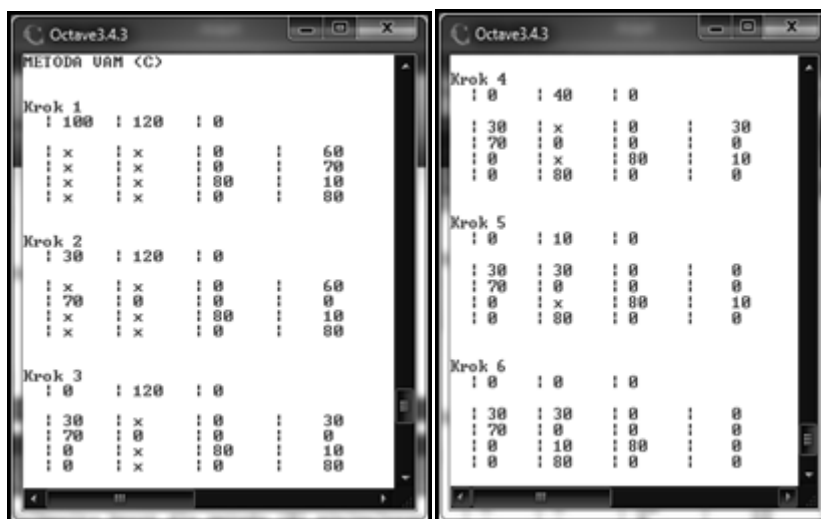 Octave3.4.3
METODA VAM (C)
Krok 1
¦ 100 ¦ 120 ¦ 0
¦ x ¦ x ¦ 0 ¦ 60
¦ x ¦ x ¦ 0 ¦ 70
¦ x ¦ x ¦ 80 ¦ 10
¦ x ¦ x ¦ 0 ¦ 80
Krok 2
¦ 30 ¦ 120 ¦ 0
¦ x ¦ x ¦ 0 ¦ 60
¦ 70 ¦ 0 ¦ 0 ¦ 0
¦ x ¦ x ¦ 80 ¦ 10
¦ x ¦ x ¦ 0 ¦ 80
Krok 3
¦ 0 ¦ 120 ¦ 0
¦ 30 ¦ x ¦ 0 ¦ 30
¦ 70 ¦ 0 ¦ 0 ¦ 0
¦ 0 ¦ x ¦ 80 ¦ 10
¦ 0 ¦ x ¦ 0 ¦ 80
Octave3.4.3
Krok 4
¦ 0 ¦ 40 ¦ 0
¦ 30 ¦ x ¦ 0 ¦ 30
¦ 70 ¦ 0 ¦ 0 ¦ 0
¦ 0 ¦ x ¦ 80 ¦ 10
¦ 0 ¦ 80 ¦ 0 ¦ 0
Krok 5
¦ 0 ¦ 10 ¦ 0
¦ 30 ¦ 30 ¦ 0 ¦ 0
¦ 70 ¦ 0 ¦ 0 ¦ 0
¦ 0 ¦ x ¦ 80 ¦ 10
¦ 0 ¦ 80 ¦ 0 ¦ 0
Krok 6
¦ 0 ¦ 0 ¦ 0
¦ 30 ¦ 30 ¦ 0 ¦ 0
¦ 70 ¦ 0 ¦ 0 ¦ 0
¦ 0 ¦ 10 ¦ 80 ¦ 0
¦ 0 ¦ 80 ¦ 0 ¦ 0